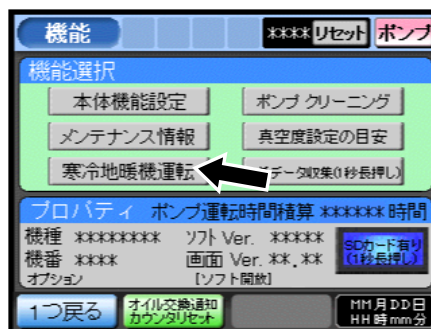 機能 **** リセット ポンプ
機能選択
本体機能設定 ポンプ クリーニング
メンテナンス情報 真空度設定の目安
寒冷地暖機運転 データ収集(1秒長押し)
プロパティ ポンプ運転時間積算 ****** 時間
機種 ******** ソフト Ver. *****
機番 **** 画面 Ver. **.**
オプション [ソフト開放]
SDカード有り
(1秒長押し)
1つ戻る
オイル交換通知
カウンタリセット
MM月DD日
HH時mm分